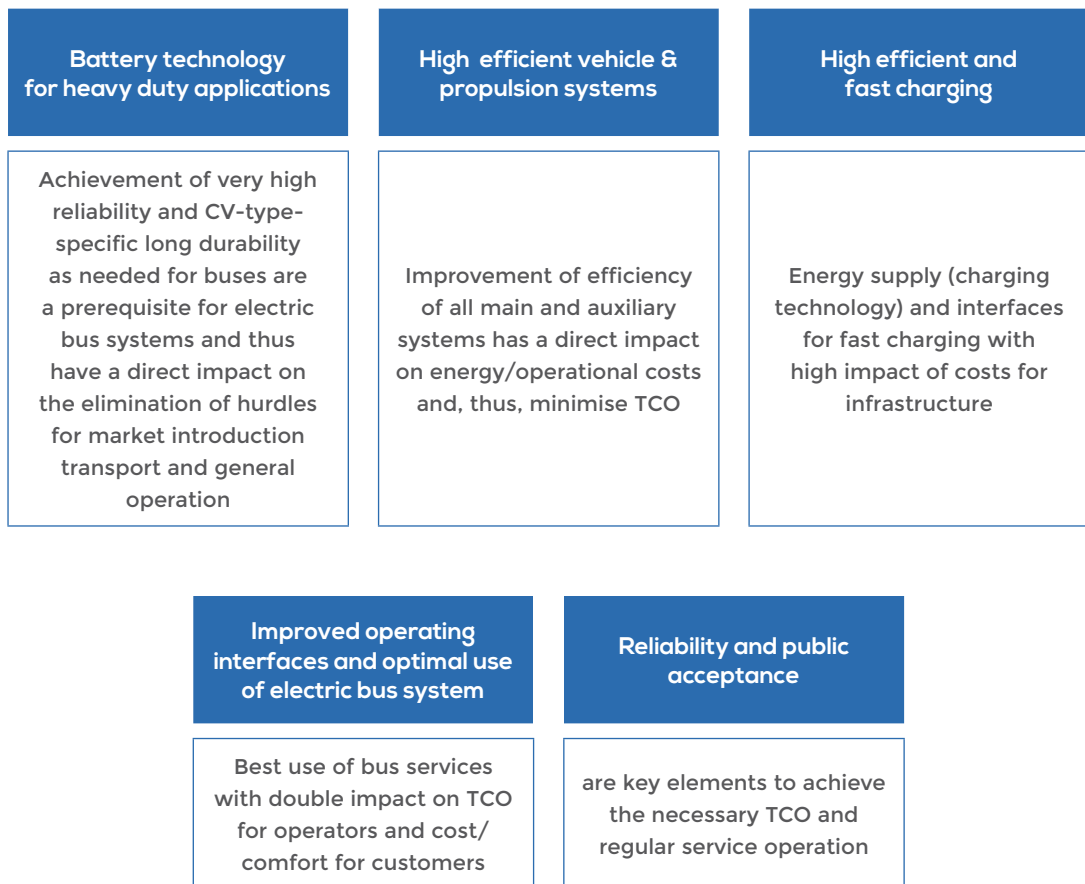 Battery technology
for heavy duty applications
Achievement of very high
reliability and CV-type-
specific long durability
as needed for buses are
a prerequisite for electric
bus systems and thus
have a direct impact on
the elimination of hurdles
for market introduction
transport and general
operation
High efficient vehicle &
propulsion systems
Improvement of efficiency
of all main and auxiliary
systems has a direct impact
on energy/operational costs
and, thus, minimise TCO
High efficient and
fast charging
Energy supply (charging
technology) and interfaces
for fast charging with
high impact of costs for
infrastructure
Improved operating
interfaces and optimal use
of electric bus system
Best use of bus services
with double impact on TCO
for operators and cost/
comfort for customers
Reliability and public
acceptance
are key elements to achieve
the necessary TCO and
regular service operation